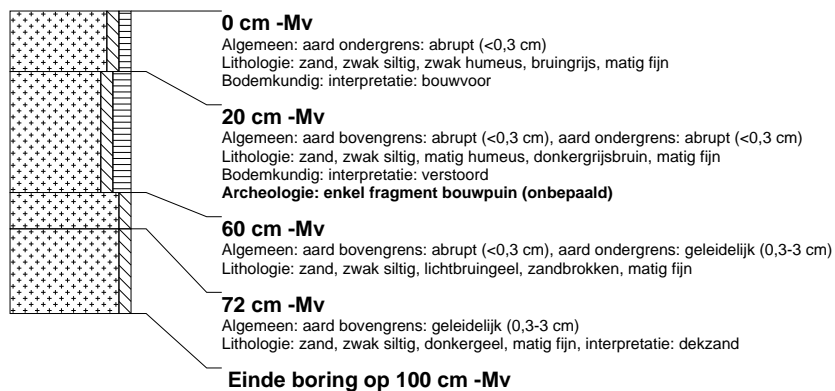 0 cm -Mv
Algemeen: aard ondergrens: abrupt (<0,3 cm)
Lithologie: zand, zwak siltig, zwak humeus, bruingrijs, matig fijn
Bodemkundig: interpretatie: bouwvoor
20 cm -Mv
Algemeen: aard bovengrens: abrupt (<0,3 cm), aard ondergrens: abrupt (<0,3 cm)
Lithologie: zand, zwak siltig, matig humeus, donkergrijsbruin, matig fijn
Bodemkundig: interpretatie: verstoord
Archeologie: enkel fragment bouwpuin (onbepaald)
60 cm -Mv
Algemeen: aard bovengrens: abrupt (<0,3 cm), aard ondergrens: geleidelijk (0,3-3 cm)
Lithologie: zand, zwak siltig, lichtbruingeel, zandbrokken, matig fijn
72 cm -Mv
Algemeen: aard bovengrens: geleidelijk (0,3-3 cm)
Lithologie: zand, zwak siltig, donkergeel, matig fijn, interpretatie: dekzand
Einde boring op 100 cm -Mv